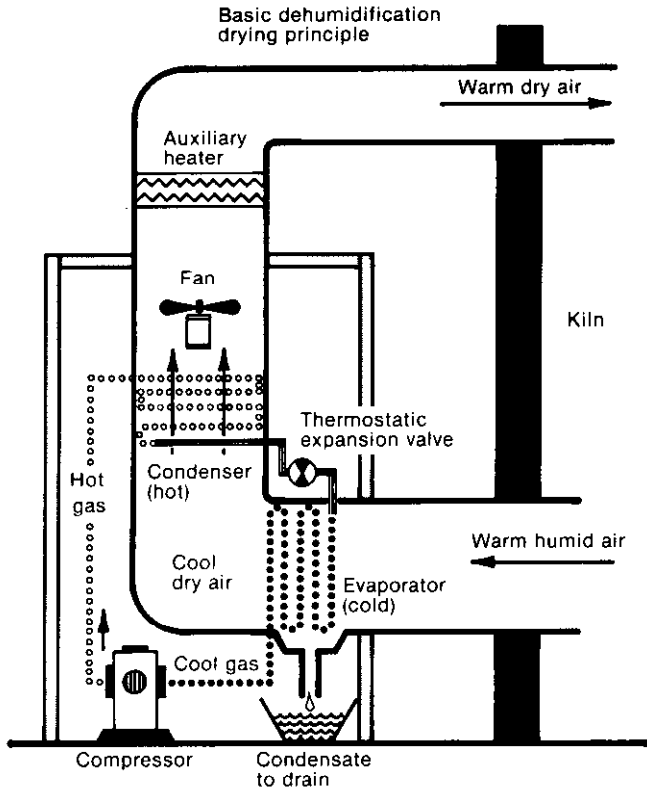 Basic dehumidification
drying principle
Warm dry air
Auxiliary
heater
Fan
Kiln
Thermostatic
expansion valve
Condenser
(hot)
Hot
gas
Warm humid air
Cool
dry air
Evaporator
(cold)
Cool gas
Compressor
Condensate
to drain